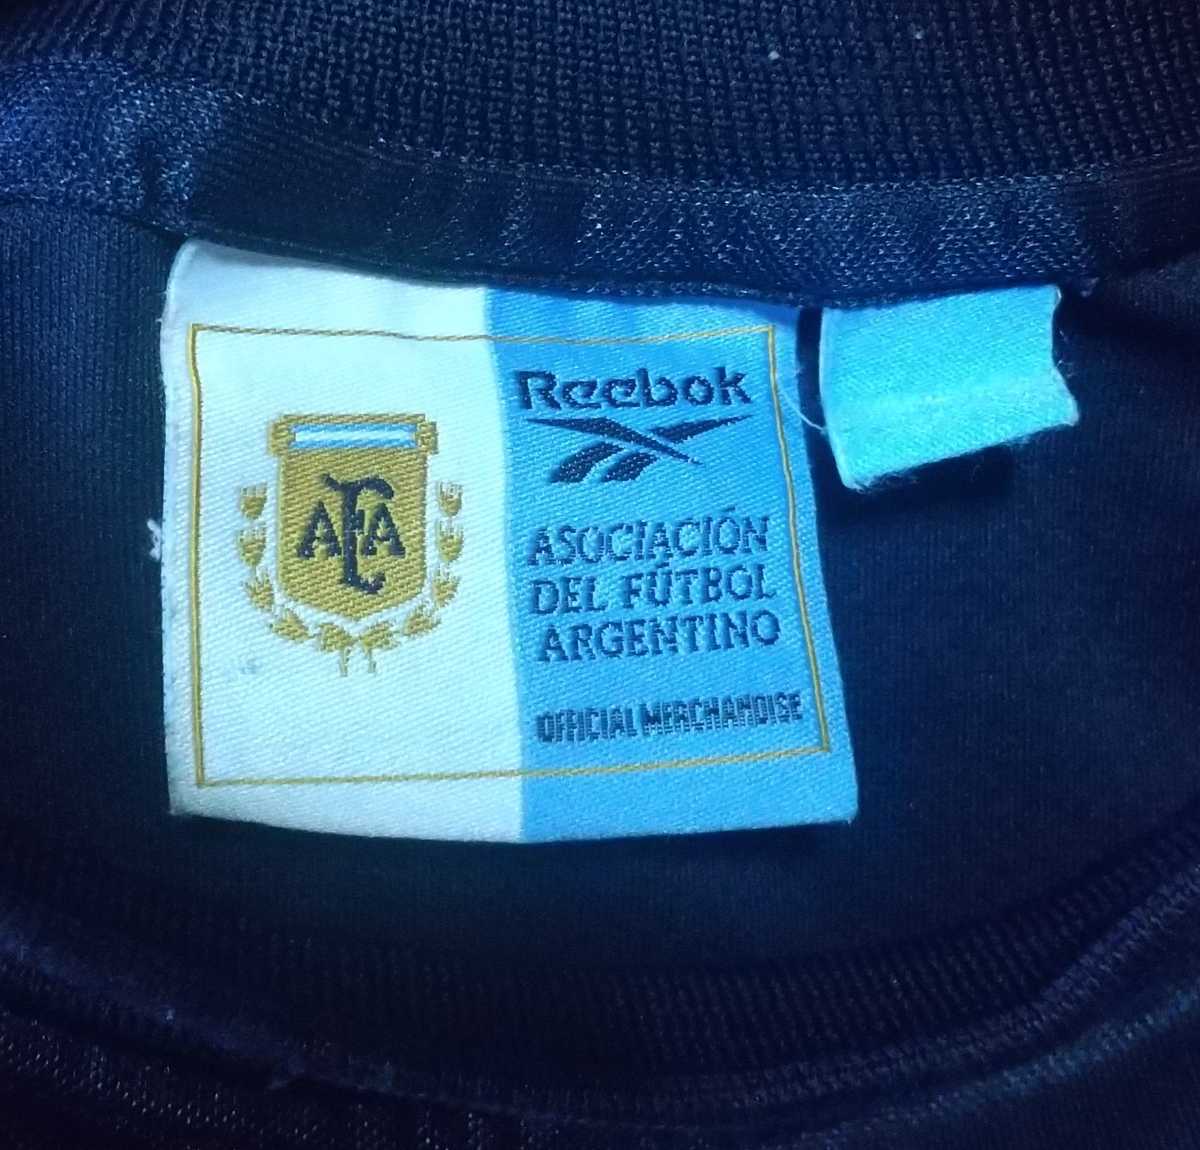 AFA
Reebok
ASOCIACIÓN
DEL FÚTBOL
ARGENTINO
OFFICIAL MERCHANDISE